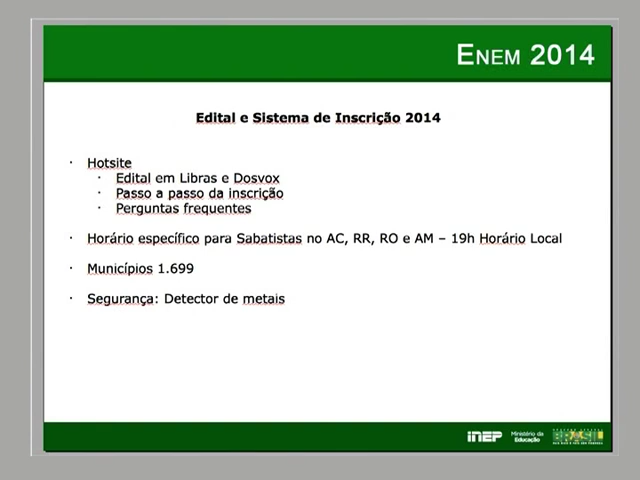 ENEM 2014
Edital e Sistema de Inscrição 2014
· Hotsite
· Edital em Libras e Dosvox
· Passo a passo da inscrição
· Perguntas frequentes
· Horário específico para Sabatistas no AC, RR, RO e AM – 19h Horário Local
· Municípios 1.699
· Segurança: Detector de metais
INEP
Ministério da
Educação
BRASIL